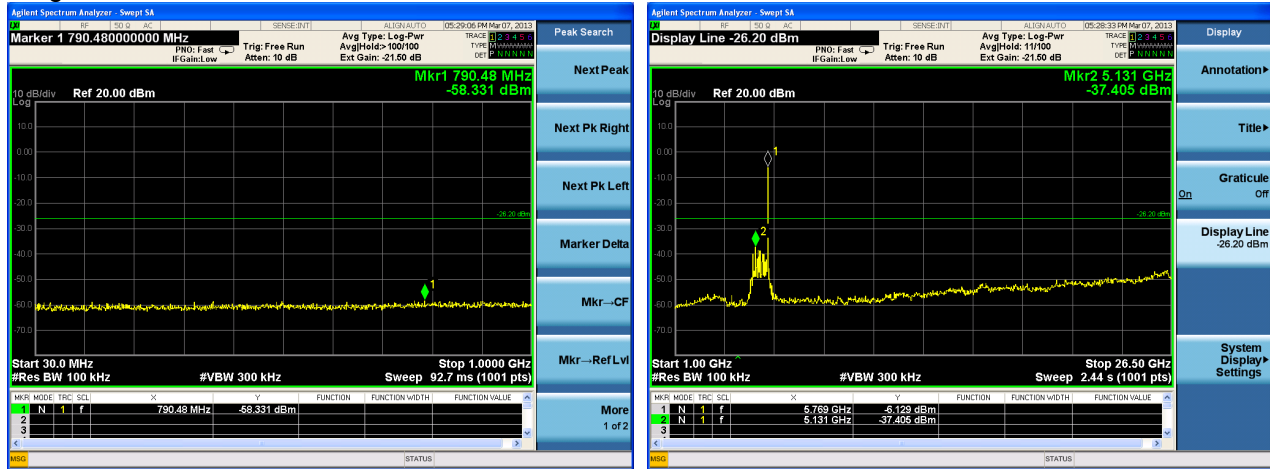 Agilent Spectrum Analyzer - Swept SA
RF 50 Ω AC SENSE:INT ALIGN AUTO 05:29:06 PM Mar 07, 2013
Marker 1 790.480000000 MHz
PNO: Fast
IFGain:Low
Trig: Free Run
Atten: 10 dB
Avg Type: Log-Pwr
Avg|Hold:>100/100
Ext Gain: -21.50 dB
TRACE 1 2 3 4 5 6
TYPE M
DET P N N N N N
Mkr1 790.48 MHz
-58.331 dBm
10 dB/div Ref 20.00 dBm
Log
10.0
0.00
-10.0
-20.0
-26.20 dBm
-30.0
-40.0
-50.0
1
-60.0
-70.0
Start 30.0 MHz Stop 1.0000 GHz
#Res BW 100 kHz #VBW 300 kHz Sweep 92.7 ms (1001 pts)
MKR MODE TRC SCL X Y FUNCTION FUNCTION WIDTH FUNCTION VALUE
1 N 1 f 790.48 MHz -58.331 dBm
2
3
MSG STATUS
Peak Search
Next Peak
Next Pk Right
Next Pk Left
Marker Delta
Mkr→CF
Mkr→Ref Lvl
More
1 of 2
Agilent Spectrum Analyzer - Swept SA
RF 50 Ω AC SENSE:INT ALIGN AUTO 05:28:33 PM Mar 07, 2013
Display Line -26.20 dBm
PNO: Fast
IFGain:Low
Trig: Free Run
Atten: 10 dB
Avg Type: Log-Pwr
Avg|Hold: 11/100
Ext Gain: -21.50 dB
TRACE 1 2 3 4 5 6
TYPE M
DET P N N N N N
Mkr2 5.131 GHz
-37.405 dBm
10 dB/div Ref 20.00 dBm
Log
10.0
0.00
1
-10.0
-20.0
-26.20 dBm
-30.0
2
-40.0
-50.0
-60.0
-70.0
Start 1.00 GHz Stop 26.50 GHz
#Res BW 100 kHz #VBW 300 kHz Sweep 2.44 s (1001 pts)
MKR MODE TRC SCL X Y FUNCTION FUNCTION WIDTH FUNCTION VALUE
1 N 1 f 5.769 GHz -6.129 dBm
2 N 1 f 5.131 GHz -37.405 dBm
3
MSG STATUS
Display
Annotation
Title
Graticule
On Off
Display Line
-26.20 dBm
System
Display
Settings